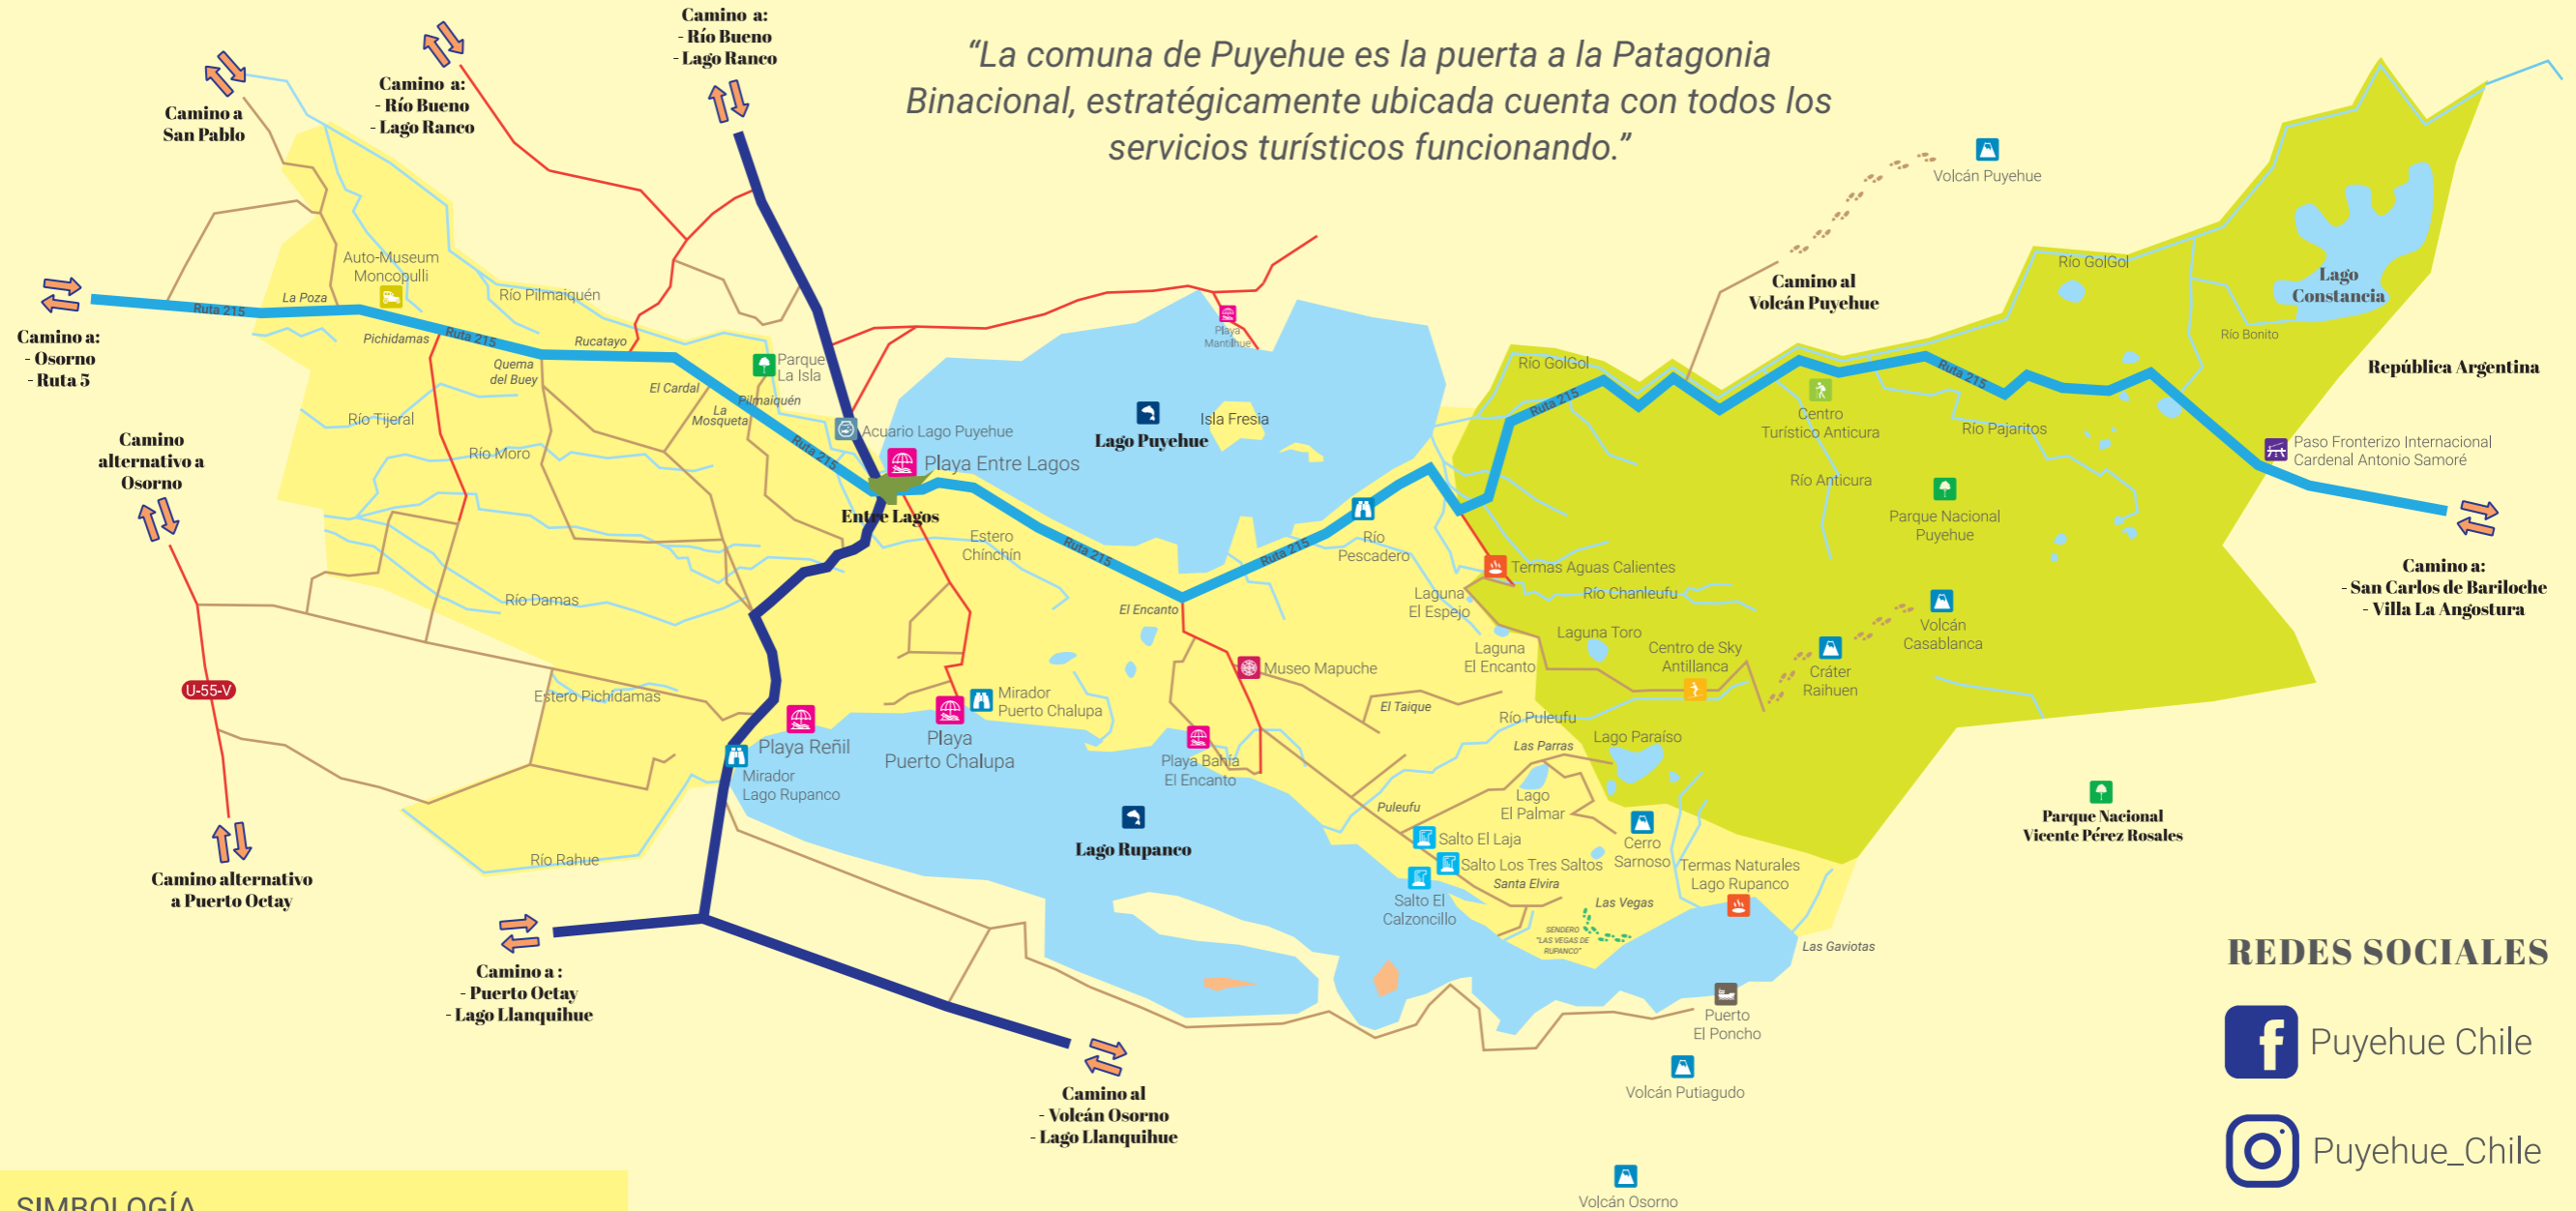 “La comuna de Puyehue es la puerta a la Patagonia
Binacional, estratégicamente ubicada cuenta con todos los
servicios turísticos funcionando.”
Camino a:
- Río Bueno
- Lago Ranco
Camino a:
- Río Bueno
- Lago Ranco
Camino a
San Pablo
Volcán Puyehue
Camino al
Volcán Puyehue
Auto-Museum
Moncopulli
Río Pilmaiquén
La Poza
Ruta 215
Camino a:
- Osorno
- Ruta 5
Pichidamas
Ruta 215
Rucatayo
Quema
del Buey
El Cardal
La
Mosqueta
Pilmaiquén
Parque
La Isla
Ruta 215
Río Tijeral
Río Moro
Acuario Lago Puyehue
Playa Entre Lagos
Entre Lagos
Playa
Mantilhue
Isla Fresia
Lago Puyehue
Río GolGol
Ruta 215
Río GolGol
Lago
Constancia
Río Bonito
República Argentina
Ruta 215
Centro
Turístico Anticura
Río Pajaritos
Río Anticura
Parque Nacional
Puyehue
Paso Fronterizo Internacional
Cardenal Antonio Samoré
Camino a:
- San Carlos de Bariloche
- Villa La Angostura
Camino
alternativo a
Osorno
Río Damas
Estero
Chínchín
Ruta 215
Ruta 215
Río
Pescadero
El Encanto
Termas Aguas Calientes
Río Chanleufu
Laguna
El Espejo
Laguna
El Encanto
Laguna Toro
Centro de Sky
Antillanca
Volcán
Casablanca
Cráter
Raihuen
U-55-V
Estero Pichidamas
Museo Mapuche
El Taique
Río Puleufu
Mirador
Puerto Chalupa
Playa Reñil
Playa
Puerto Chalupa
Mirador
Lago Rupanco
Playa Bahía
El Encanto
Las Parras
Lago Paraíso
Puleufu
Lago
El Palmar
Lago Rupanco
Salto El Laja
Salto Los Tres Saltos
Santa Elvira
Salto El
Calzoncillo
Cerro
Sarnoso
Termas Naturales
Lago Rupanco
Las Vegas
SENDERO
"LAS VEGAS DE
RUPANCO"
Las Gaviotas
Parque Nacional
Vicente Pérez Rosales
Río Rahue
Camino alternativo
a Puerto Octay
Camino a :
- Puerto Octay
- Lago Llanquihue
Puerto
El Poncho
Volcán Putiagudo
Camino al
- Volcán Osorno
- Lago Llanquihue
Volcán Osorno
REDES SOCIALES
Puyehue Chile
Puyehue_Chile
SIMBOLOGÍA